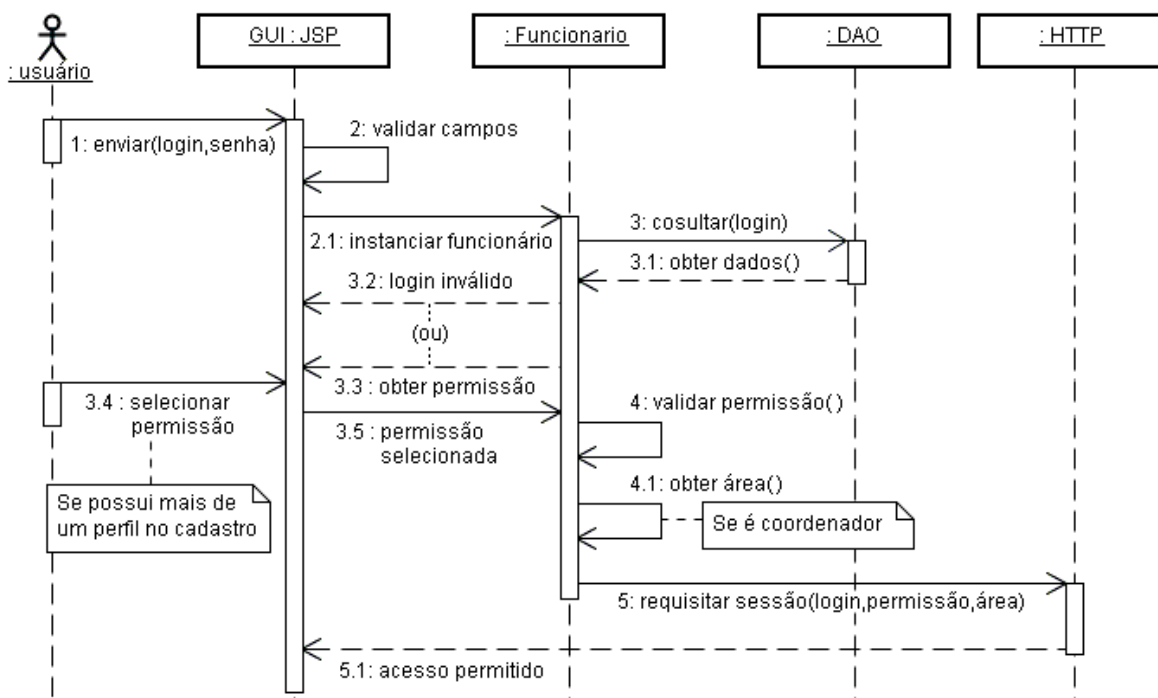 GUI : JSP
: Funcionario
: DAO
: HTTP
: usuário
1: enviar(login,senha)
2: validar campos
2.1: instanciar funcionário
3: cosultar(login)
3.1: obter dados()
3.2: login inválido
(ou)
3.3 : obter permissão
3.4 : selecionar
permissão
3.5 : permissão
selecionada
4: validar permissão()
4.1: obter área()
Se possui mais de
um perfil no cadastro
Se é coordenador
5: requisitar sessão(login,permissão,área)
5.1: acesso permitido